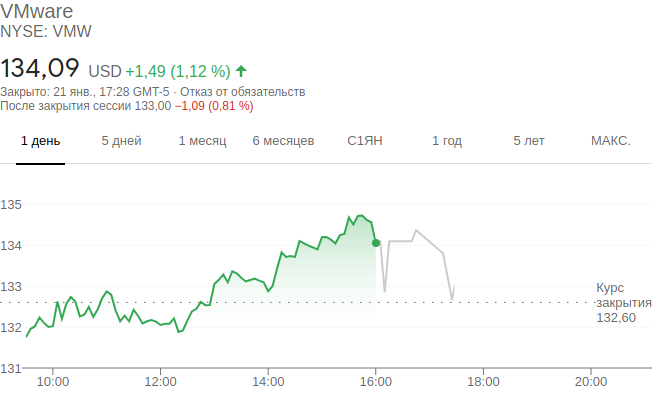 VMware
NYSE: VMW
134,09 USD +1,49 (1,12 %)
Закрыто: 21 янв., 17:28 GMT-5 · Отказ от обязательств
После закрытия сессии 133,00 −1,09 (0,81 %)
1 день 5 дней 1 месяц 6 месяцев С1ЯН 1 год 5 лет МАКС.
135
134
133
Курс
закрытия
132,60
132
131
10:00 12:00 14:00 16:00 18:00 20:00